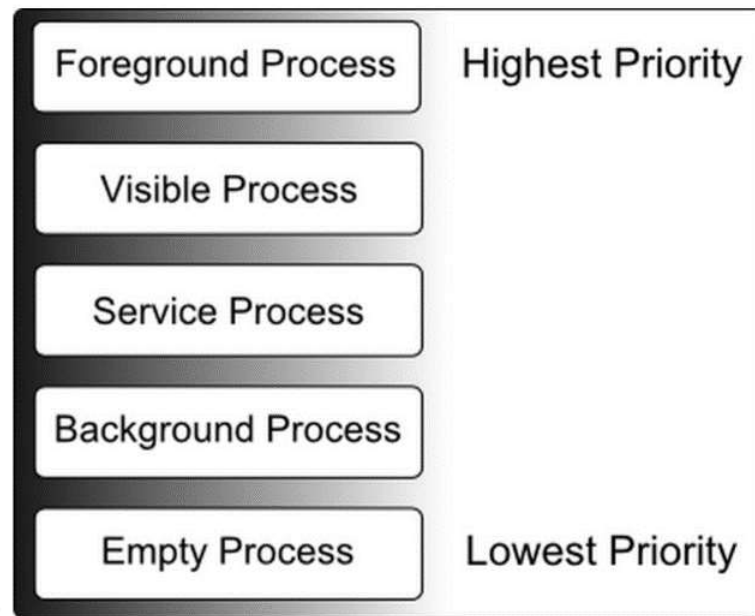 Foreground Process Highest Priority
Visible Process
Service Process
Background Process
Empty Process Lowest Priority